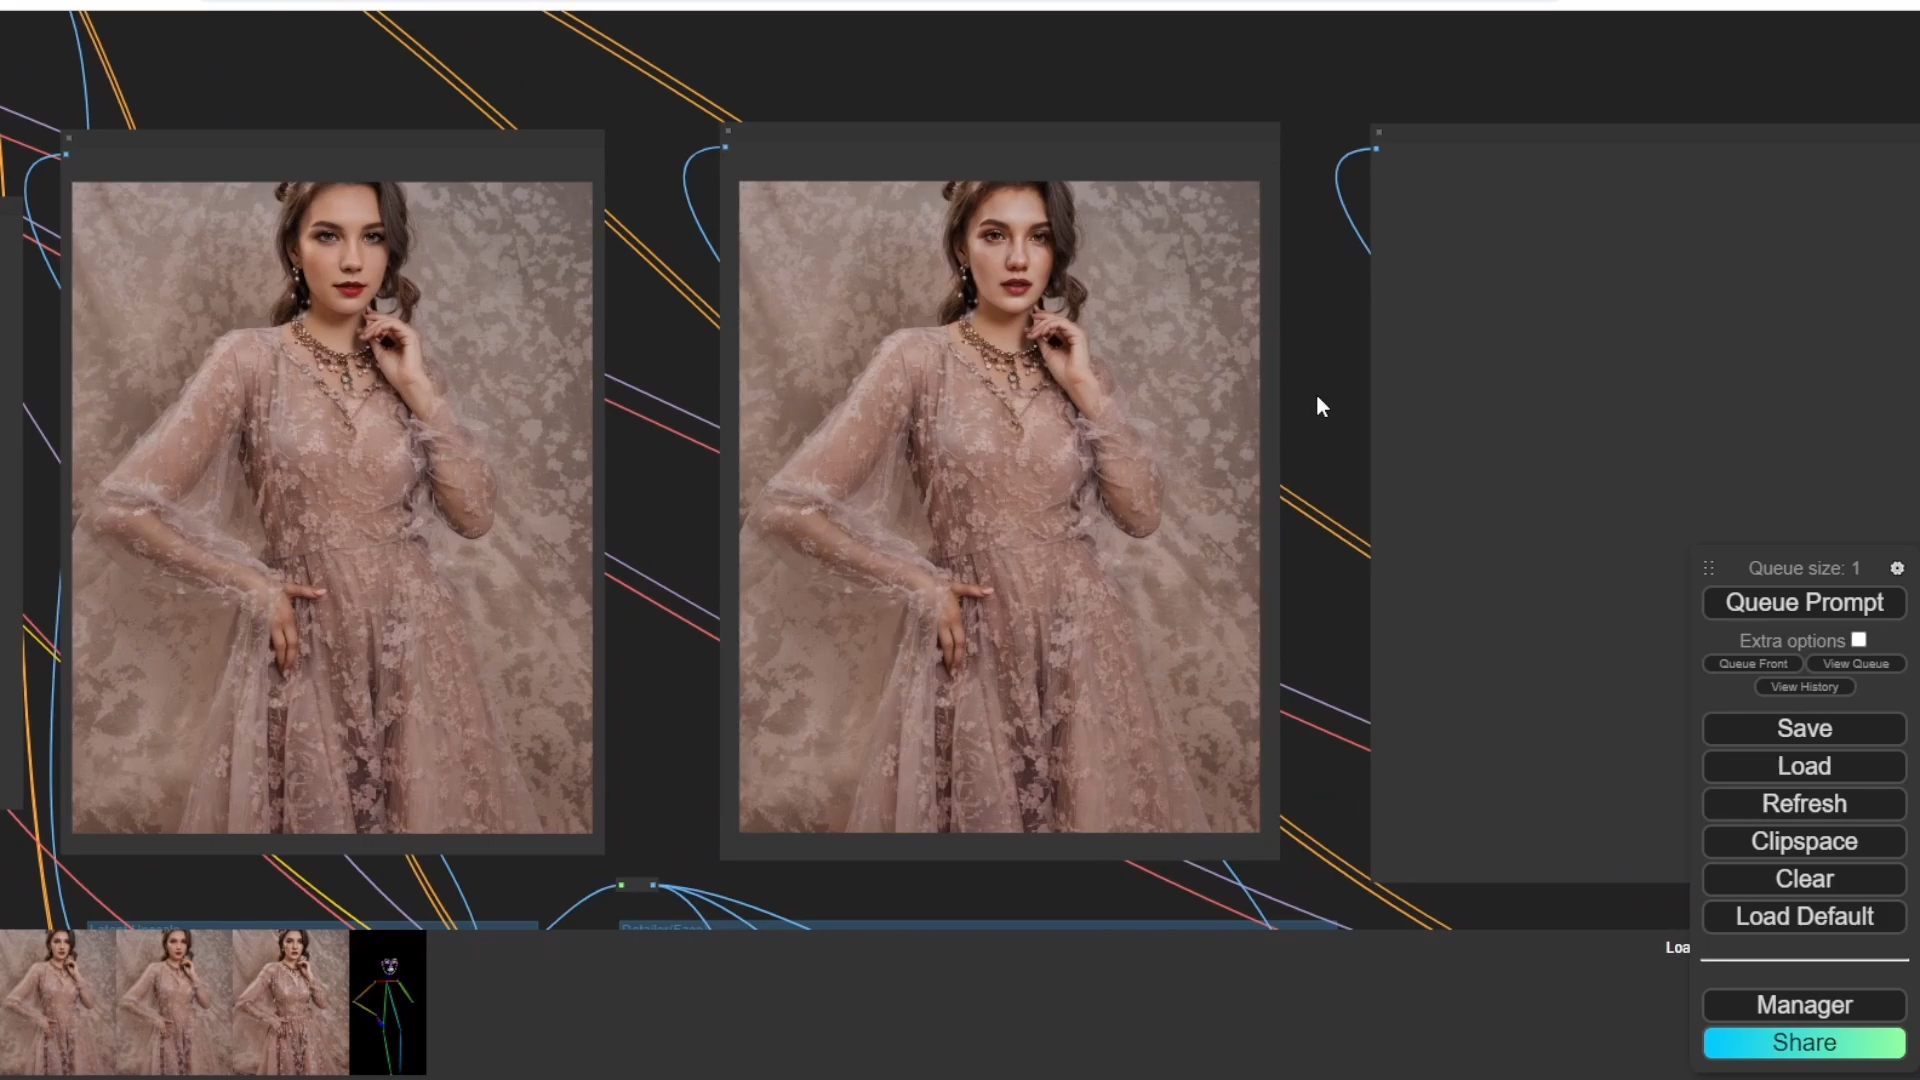 Queue size: 1
Queue Prompt
Extra options
Queue Front
View Queue
View History
Save
Load
Refresh
Clipspace
Clear
Load Default
Loa
Manager
Share